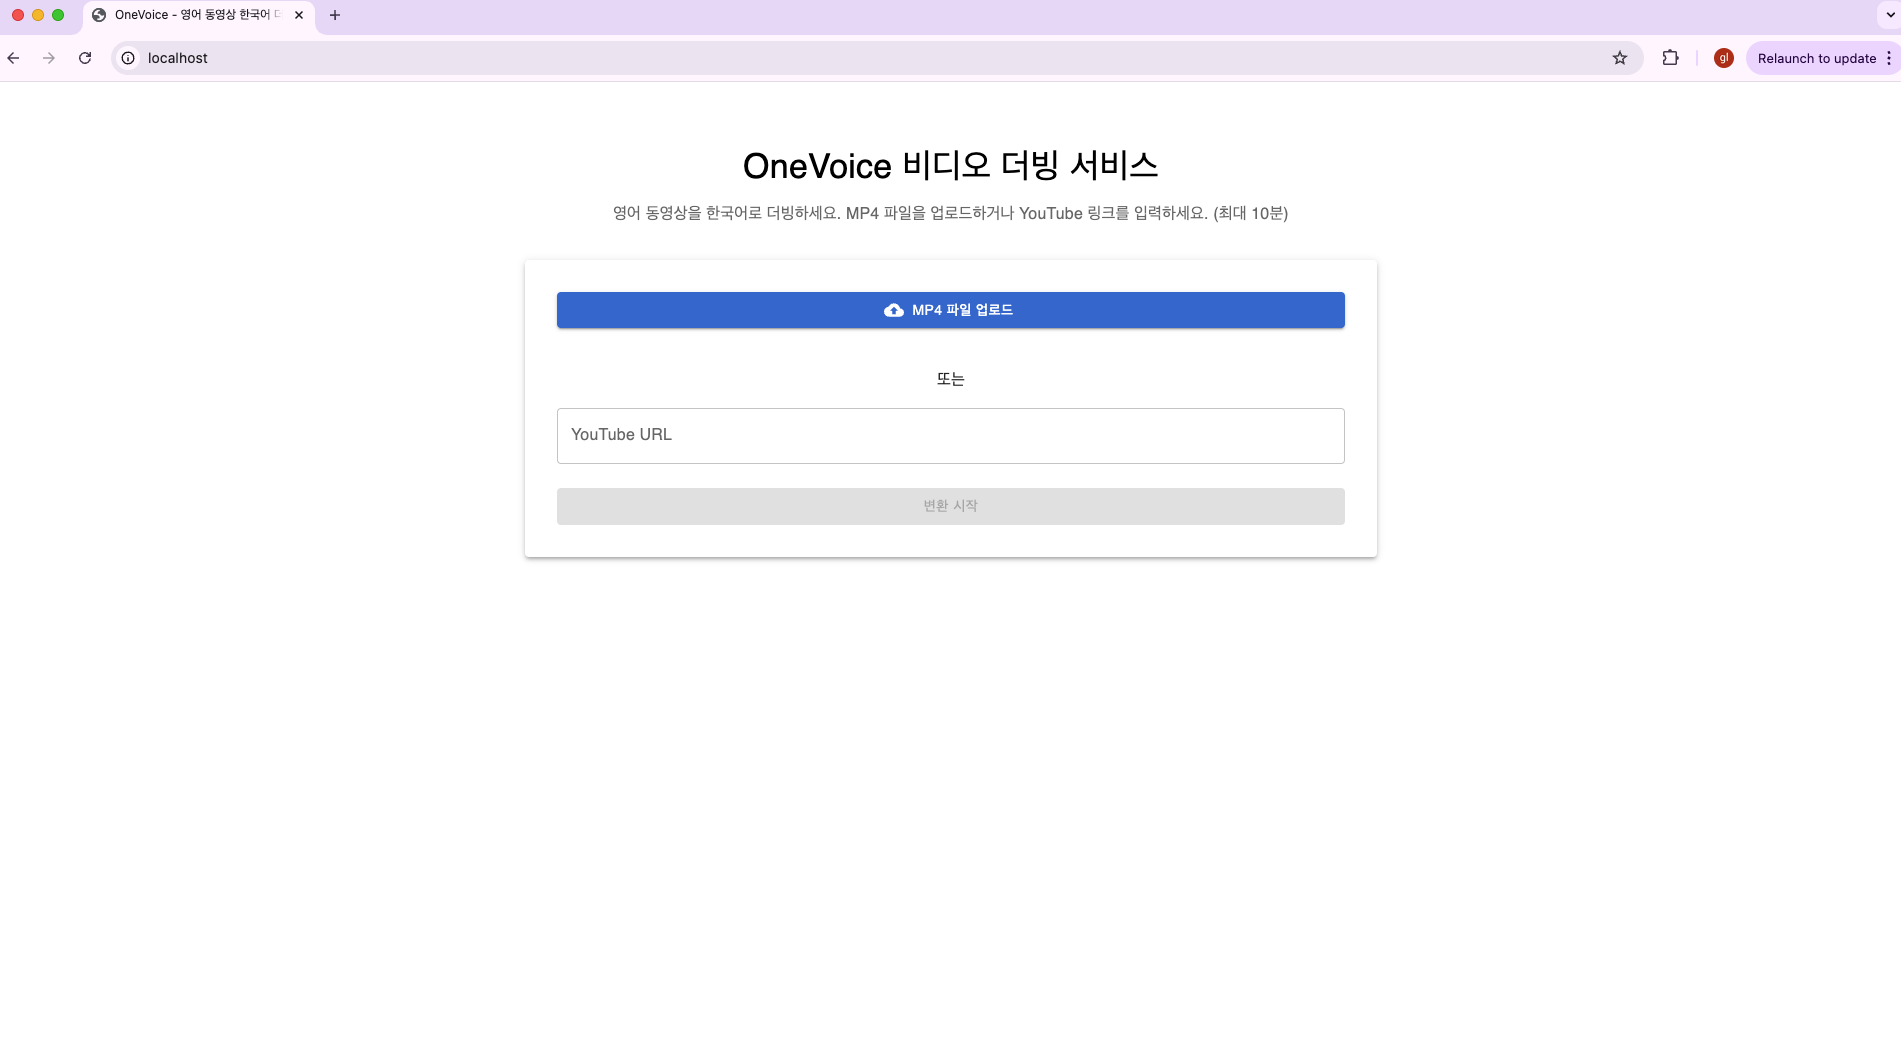 OneVoice - 영어 동영상 한국어
localhost
gl
Relaunch to update
OneVoice 비디오 더빙 서비스
영어 동영상을 한국어로 더빙하세요. MP4 파일을 업로드하거나 YouTube 링크를 입력하세요. (최대 10분)
MP4 파일 업로드
또는
YouTube URL
변환 시작